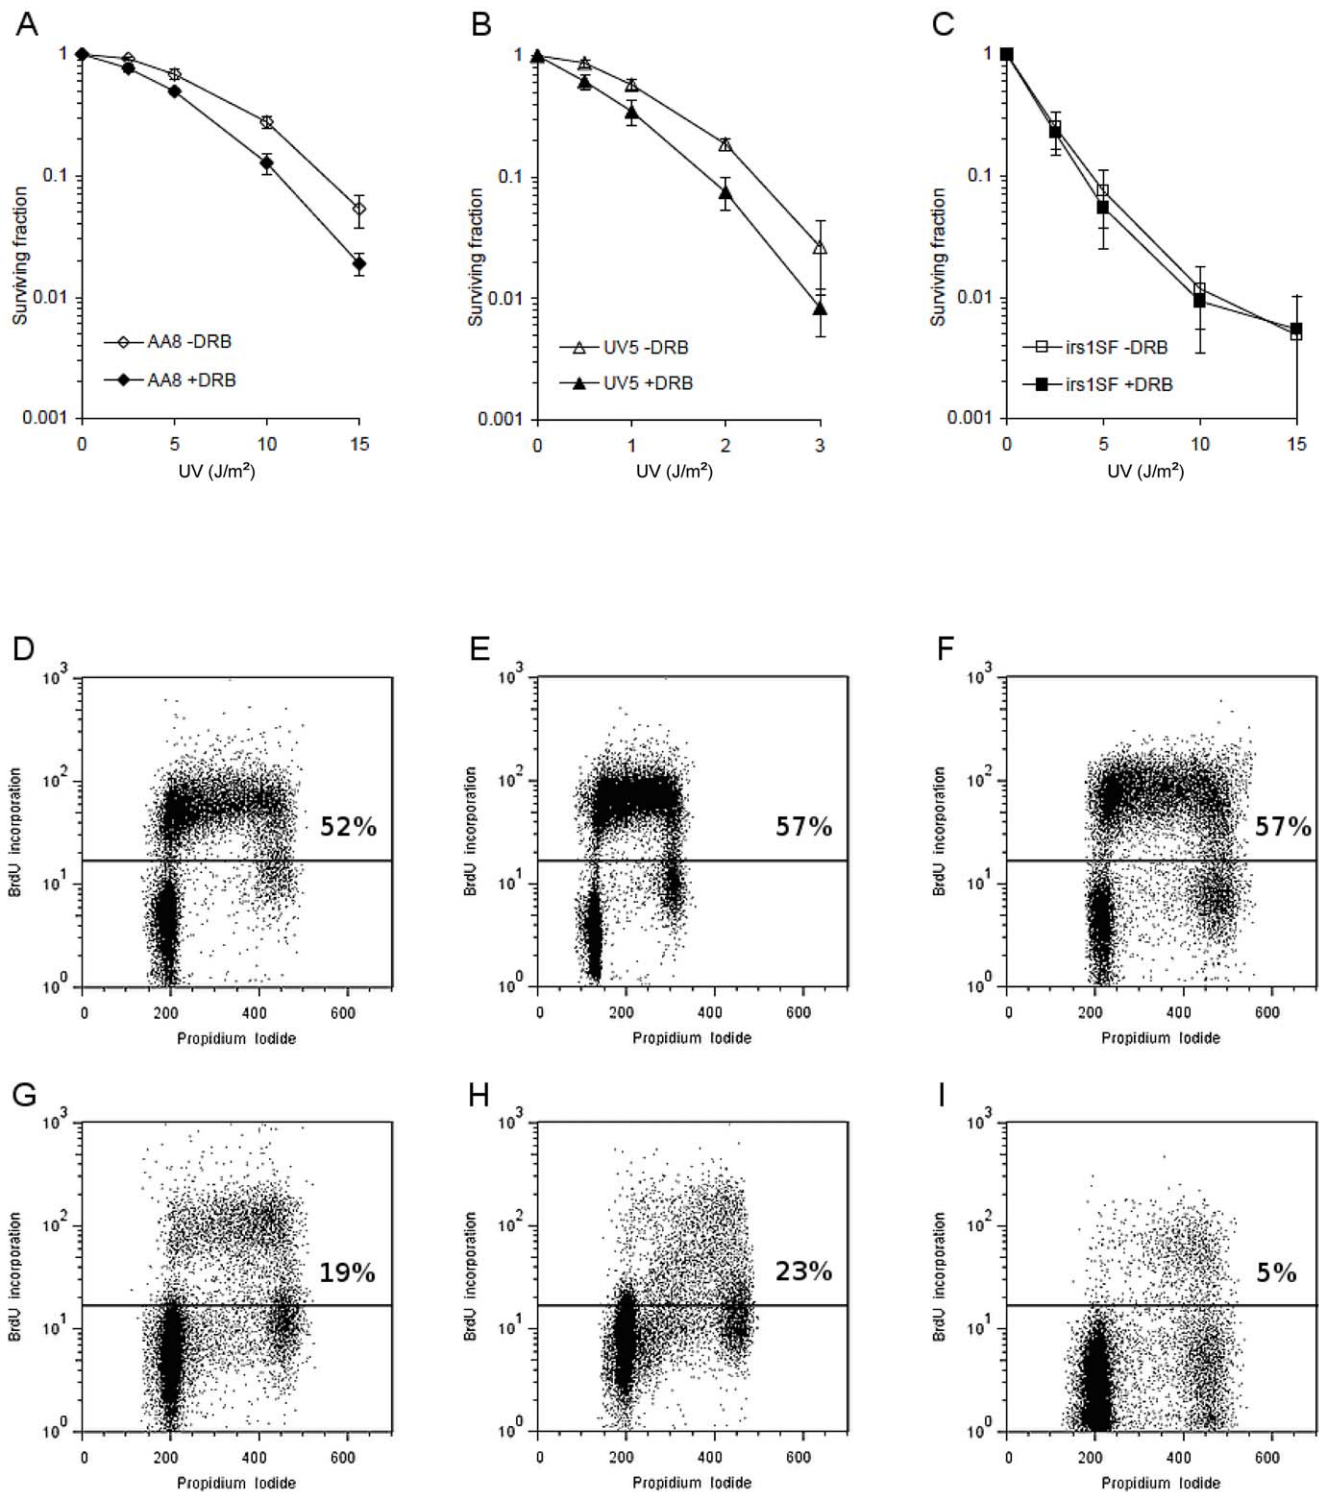 A
B
C
1
0.1
0.01
0.001
Surviving fraction
AA8 -DRB
AA8 +DRB
0 5 10 15
UV (J/m²)
1
0.1
0.01
0.001
Surviving fraction
UV5 -DRB
UV5 +DRB
0 1 2 3
UV (J/m²)
1
0.1
0.01
0.001
Surviving fraction
irs1SF -DRB
irs1SF +DRB
0 5 10 15
UV (J/m²)
D
10³
10²
10¹
10⁰
BrdU incorporation
52%
0 200 400 600
Propidium Iodide
E
10³
10²
10¹
10⁰
BrdU incorporation
57%
0 200 400 600
Propidium Iodide
F
10³
10²
10¹
10⁰
BrdU incorporation
57%
0 200 400 600
Propidium Iodide
G
10³
10²
10¹
10⁰
BrdU incorporation
19%
0 200 400 600
Propidium Iodide
H
10³
10²
10¹
10⁰
BrdU incorporation
23%
0 200 400 600
Propidium Iodide
I
10³
10²
10¹
10⁰
BrdU incorporation
5%
0 200 400 600
Propidium Iodide